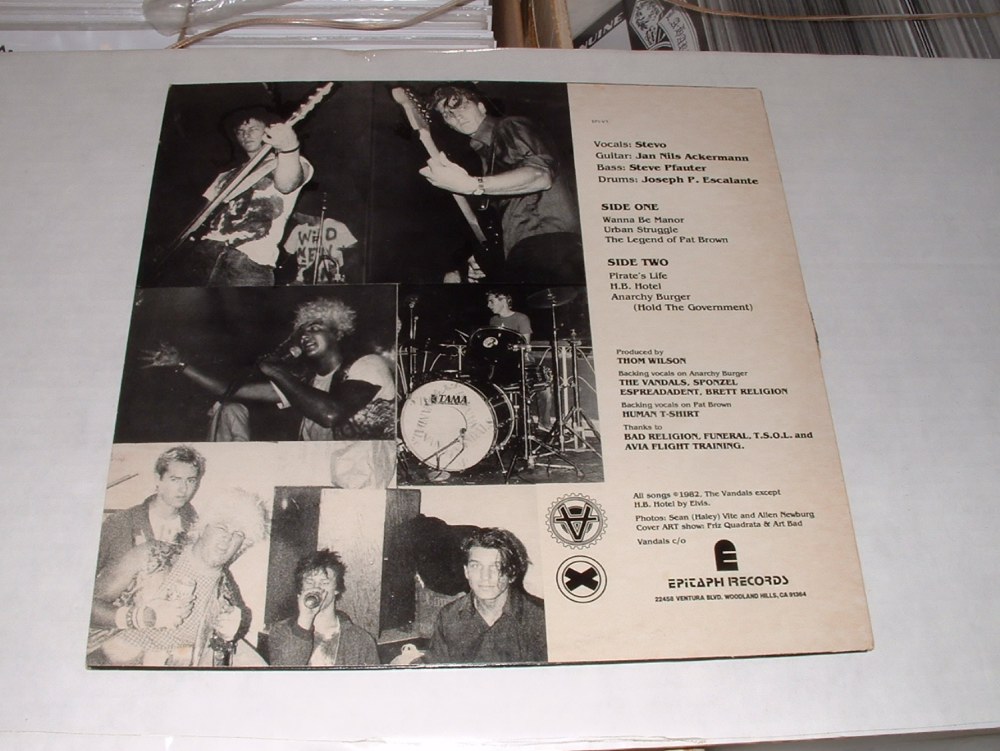 UINE
WILD
Vocals: Stevo
Guitar: Jan Nils Ackermann
Bass: Steve Pfauter
Drums: Joseph P. Escalante
SIDE ONE
Wanna Be Manor
Urban Struggle
The Legend of Pat Brown
SIDE TWO
Pirate's Life
H.B. Hotel
Anarchy Burger
(Hold The Government)
Produced by
THOM WILSON
Backing vocals on Anarchy Burger
THE VANDALS, SPONZEL
ESPREADADENT, BRETT RELIGION
Backing vocals on Pat Brown
HUMAN T-SHIRT
Thanks to
BAD RELIGION, FUNERAL, T.S.O.L. and
AVIA FLIGHT TRAINING.
TAMA
All songs ©1982, The Vandals except
H.B. Hotel by Elvis.
Photos: Sean (Haley) Vite and Allen Newburg
Cover ART show: Friz Quadrata & Art Bad
Vandals c/o
E
EPITAPH RECORDS
22458 VENTURA BLVD. WOODLAND HILLS, CA 91364